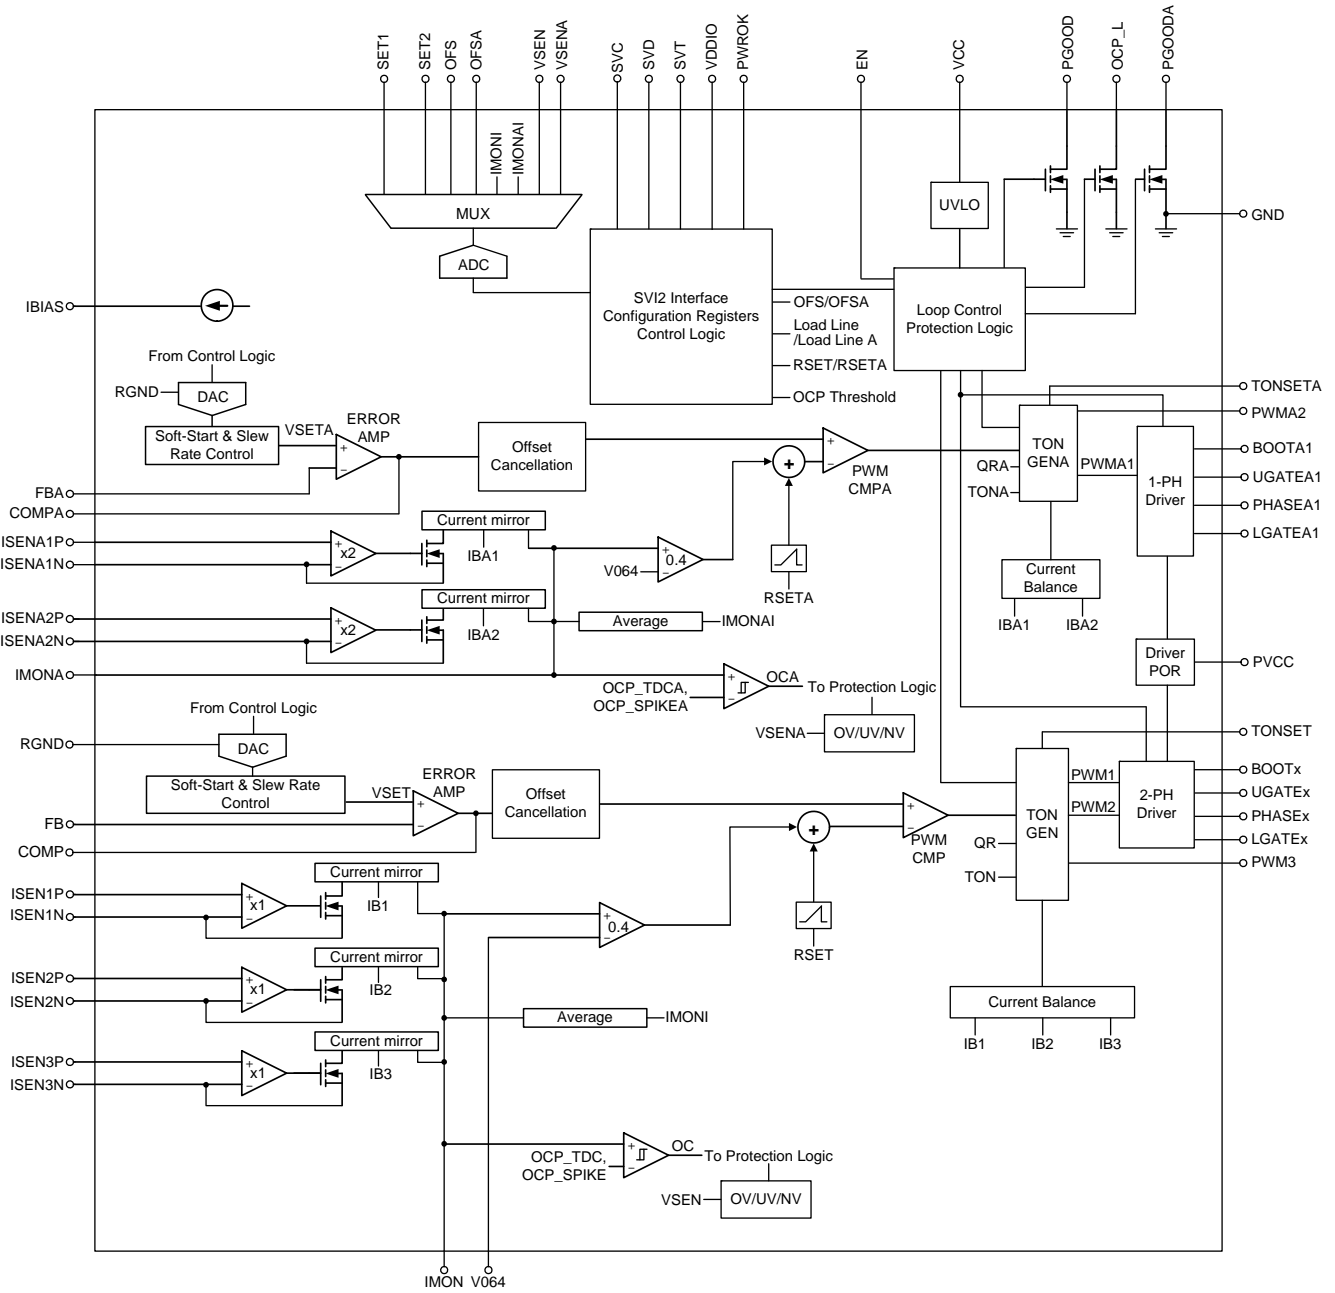 SET1
SET2
OFS
OFSA
VSEN
VSENA
SVC
SVD
SVT
VDDIO
PWROK
EN
VCC
PGOOD
OCP_L
PGOODA
IMONI
IMONAI
MUX
ADC
UVLO
GND
IBIAS
SVI2 Interface
Configuration Registers
Control Logic
OFS/OFSA
Load Line
/Load Line A
RSET/RSETA
OCP Threshold
Loop Control
Protection Logic
From Control Logic
RGND
DAC
Soft-Start & Slew
Rate Control
VSETA
ERROR
AMP
+
−
Offset
Cancellation
+
−
PWM
CMPA
+
TON
GENA
QRA
TONA
PWMA1
1-PH
Driver
TONSETA
PWMA2
BOOTA1
UGATEA1
PHASEA1
LGATEA1
FBA
COMPA
ISENA1P
ISENA1N
+
−
x2
Current mirror
IBA1
V064
+
−
0.4
RSETA
Current
Balance
IBA1
IBA2
ISENA2P
ISENA2N
+
−
x2
Current mirror
IBA2
Average
IMONAI
Driver
POR
PVCC
IMONA
OCP_TDCA,
OCP_SPIKEA
+
−
OCA
To Protection Logic
VSENA
OV/UV/NV
From Control Logic
RGND
DAC
Soft-Start & Slew Rate
Control
VSET
ERROR
AMP
+
−
Offset
Cancellation
+
−
PWM
CMP
+
TON
GEN
QR
TON
PWM1
PWM2
2-PH
Driver
TONSET
BOOTx
UGATEx
PHASEx
LGATEx
PWM3
FB
COMP
ISEN1P
ISEN1N
+
−
x1
Current mirror
IB1
+
−
0.4
RSET
ISEN2P
ISEN2N
+
−
x1
Current mirror
IB2
Average
IMONI
Current Balance
IB1
IB2
IB3
ISEN3P
ISEN3N
+
−
x1
Current mirror
IB3
OCP_TDC,
OCP_SPIKE
+
−
OC
To Protection Logic
VSEN
OV/UV/NV
IMON
V064